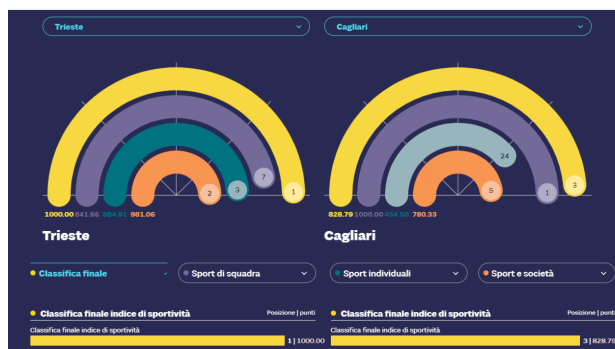 Trieste
Cagliari
7
2
3
1
24
5
1
3
1000.00 841.66 984.91 981.06
828.79 1000.00 454.50 780.33
Trieste
Cagliari
Classifica finale
Sport di squadra
Sport individuali
Sport e società
Classifica finale indice di sportività
Posizione | punti
Classifica finale indice di sportività
Posizione | punti
Classifica finale indice di sportività
1 | 1000.00
Classifica finale indice di sportività
3 | 828.79